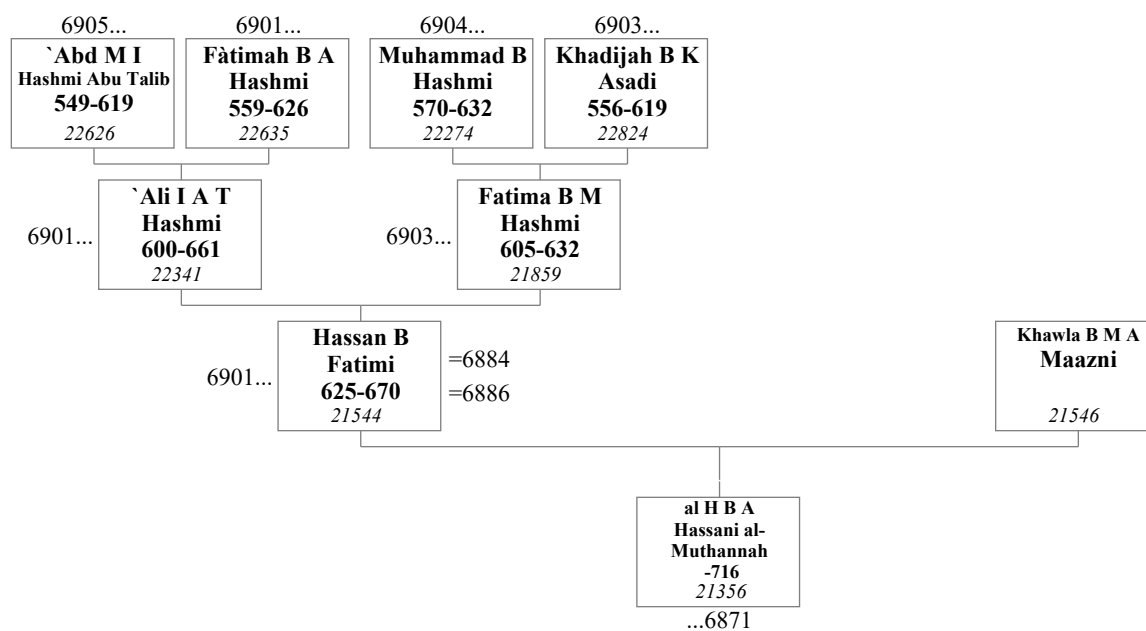 6905...
6901...
6904...
6903...
`Abd M I
Hashmi Abu Talib
549-619
22626
Fàtimah B A
Hashmi
559-626
22635
Muhammad B
Hashmi
570-632
22274
Khadijah B K
Asadi
556-619
22824
6901...
`Ali I A T
Hashmi
600-661
22341
6903...
Fatima B M
Hashmi
605-632
21859
6901...
Hassan B
Fatimi
625-670
21544
=6884
=6886
Khawla B M A
Maazni
21546
al H B A
Hassani al-
Muthannah
-716
21356
...6871